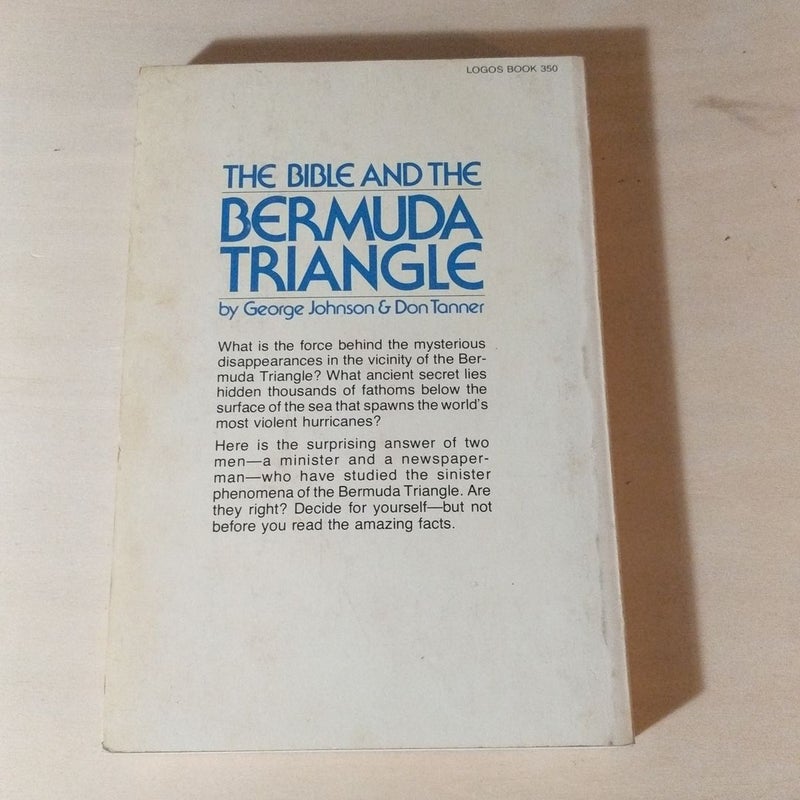 LOGOS BOOK 350
THE BIBLE AND THE
BERMUDA
TRIANGLE
by George Johnson & Don Tanner
What is the force behind the mysterious
disappearances in the vicinity of the Ber-
muda Triangle? What ancient secret lies
hidden thousands of fathoms below the
surface of the sea that spawns the world's
most violent hurricanes?
Here is the surprising answer of two
men—a minister and a newspaper-
man—who have studied the sinister
phenomena of the Bermuda Triangle. Are
they right? Decide for yourself—but not
before you read the amazing facts.